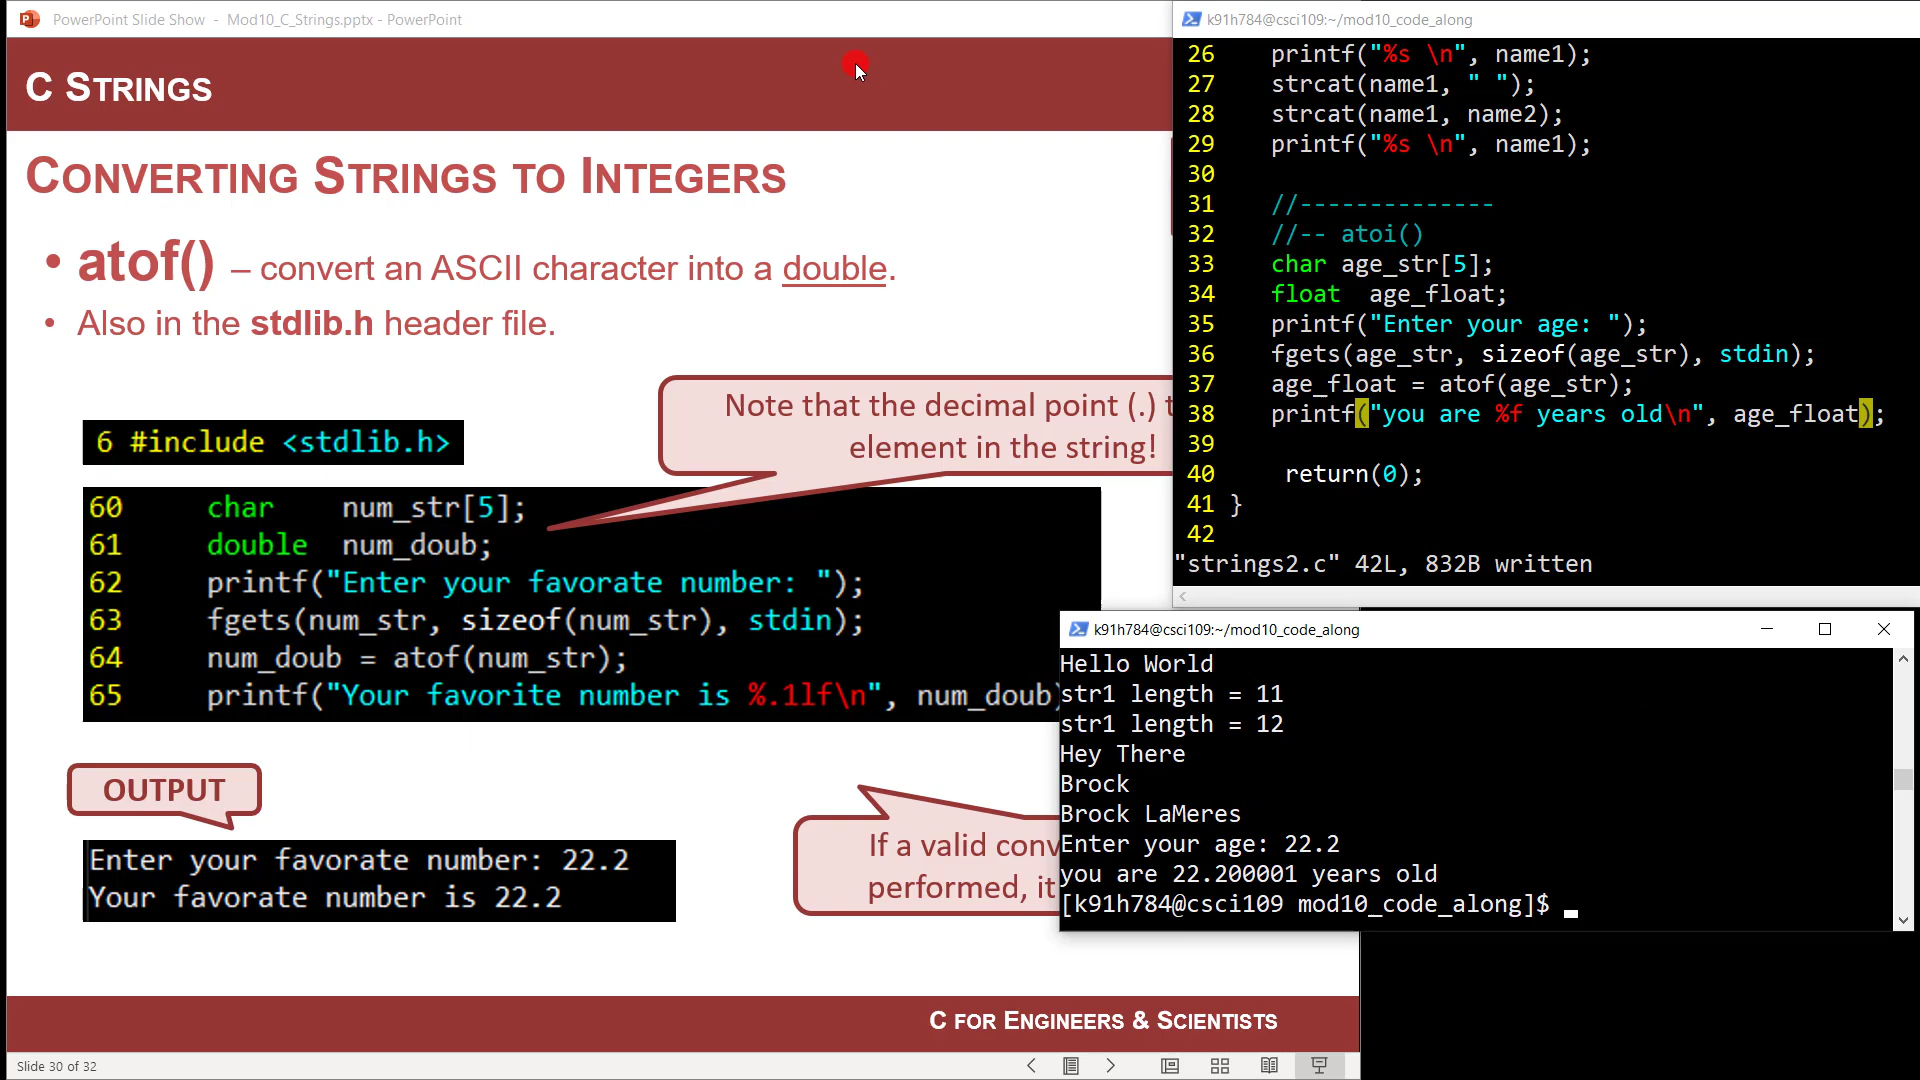 PowerPoint Slide Show - Mod10_C_Strings.pptx - PowerPoint
C STRINGS
CONVERTING STRINGS TO INTEGERS
• atof() – convert an ASCII character into a double.
• Also in the stdlib.h header file.
Note that the decimal point (.) t
element in the string!
6 #include <stdlib.h>
60 char num_str[5];
61 double num_doub;
62 printf("Enter your favorate number: ");
63 fgets(num_str, sizeof(num_str), stdin);
64 num_doub = atof(num_str);
65 printf("Your favorite number is %.1lf\n", num_doub)
OUTPUT
Enter your favorate number: 22.2
Your favorate number is 22.2
If a valid conv
performed, it
C FOR ENGINEERS & SCIENTISTS
Slide 30 of 32
k91h784@csci109:~/mod10_code_along
26 printf("%s \n", name1);
27 strcat(name1, " ");
28 strcat(name1, name2);
29 printf("%s \n", name1);
30
31 //--------------
32 //-- atoi()
33 char age_str[5];
34 float age_float;
35 printf("Enter your age: ");
36 fgets(age_str, sizeof(age_str), stdin);
37 age_float = atof(age_str);
38 printf("you are %f years old\n", age_float);
39
40 return(0);
41 }
42
"strings2.c" 42L, 832B written
k91h784@csci109:~/mod10_code_along
Hello World
str1 length = 11
str1 length = 12
Hey There
Brock
Brock LaMeres
Enter your age: 22.2
you are 22.200001 years old
[k91h784@csci109 mod10_code_along]$